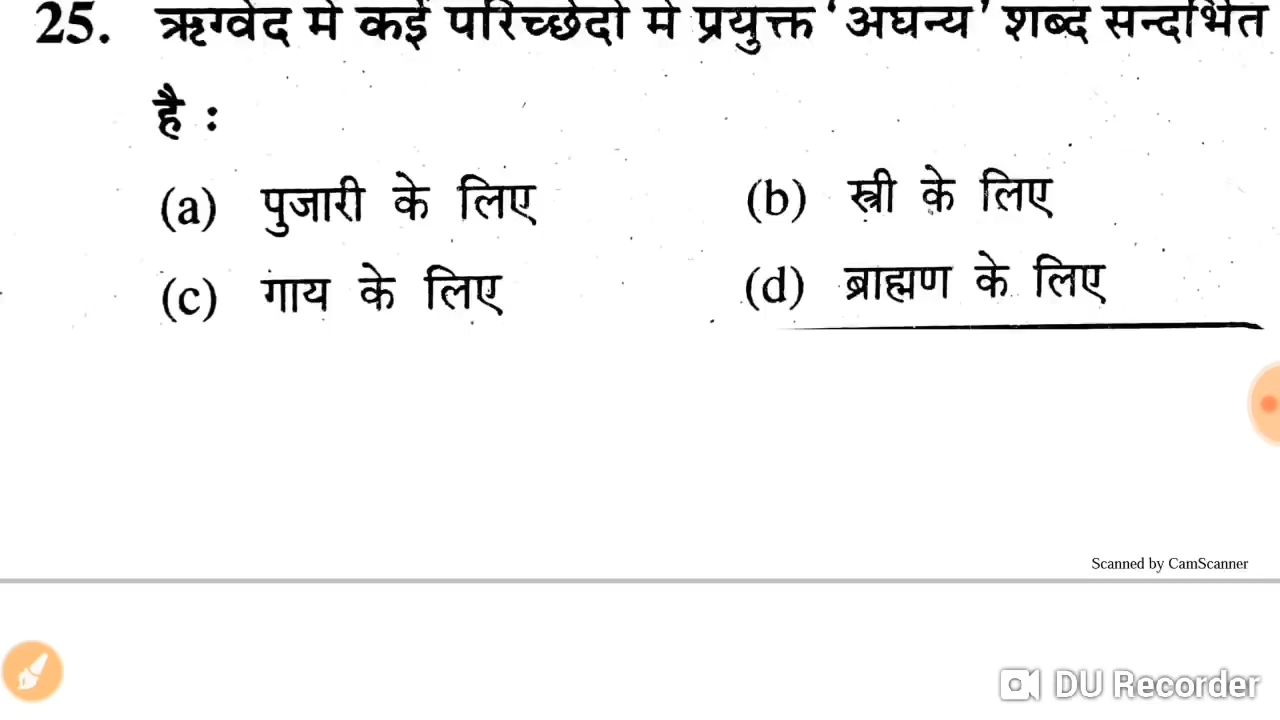 25. ऋग्वेद में कई परिच्छेदों में प्रयुक्त 'अघन्य' शब्द सन्दर्भित
है :
(a) पुजारी के लिए (b) स्त्री के लिए
(c) गाय के लिए (d) ब्राह्मण के लिए
Scanned by CamScanner
DU Recorder